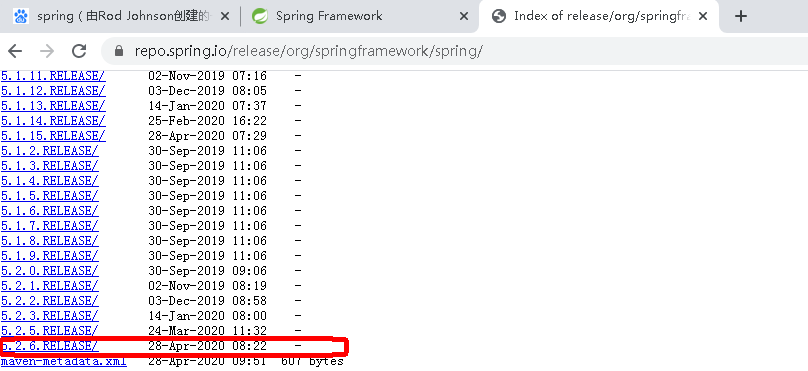 spring ( 由Rod Johnson创建的
Spring Framework
Index of release/org/springfra
repo.spring.io/release/org/springframework/spring/
5.1.11.RELEASE/ 02-Nov-2019 07:16 -
5.1.12.RELEASE/ 03-Dec-2019 08:05 -
5.1.13.RELEASE/ 14-Jan-2020 07:37 -
5.1.14.RELEASE/ 25-Feb-2020 16:22 -
5.1.15.RELEASE/ 28-Apr-2020 07:29 -
5.1.2.RELEASE/ 30-Sep-2019 11:06 -
5.1.3.RELEASE/ 30-Sep-2019 11:06 -
5.1.4.RELEASE/ 30-Sep-2019 11:06 -
5.1.5.RELEASE/ 30-Sep-2019 11:06 -
5.1.6.RELEASE/ 30-Sep-2019 11:06 -
5.1.7.RELEASE/ 30-Sep-2019 11:06 -
5.1.8.RELEASE/ 30-Sep-2019 11:06 -
5.1.9.RELEASE/ 30-Sep-2019 11:06 -
5.2.0.RELEASE/ 30-Sep-2019 09:06 -
5.2.1.RELEASE/ 02-Nov-2019 08:19 -
5.2.2.RELEASE/ 03-Dec-2019 08:58 -
5.2.3.RELEASE/ 14-Jan-2020 08:00 -
5.2.5.RELEASE/ 24-Mar-2020 11:32 -
5.2.6.RELEASE/ 28-Apr-2020 08:22 -
maven-metadata.xml 28-Apr-2020 09:51 607 bytes